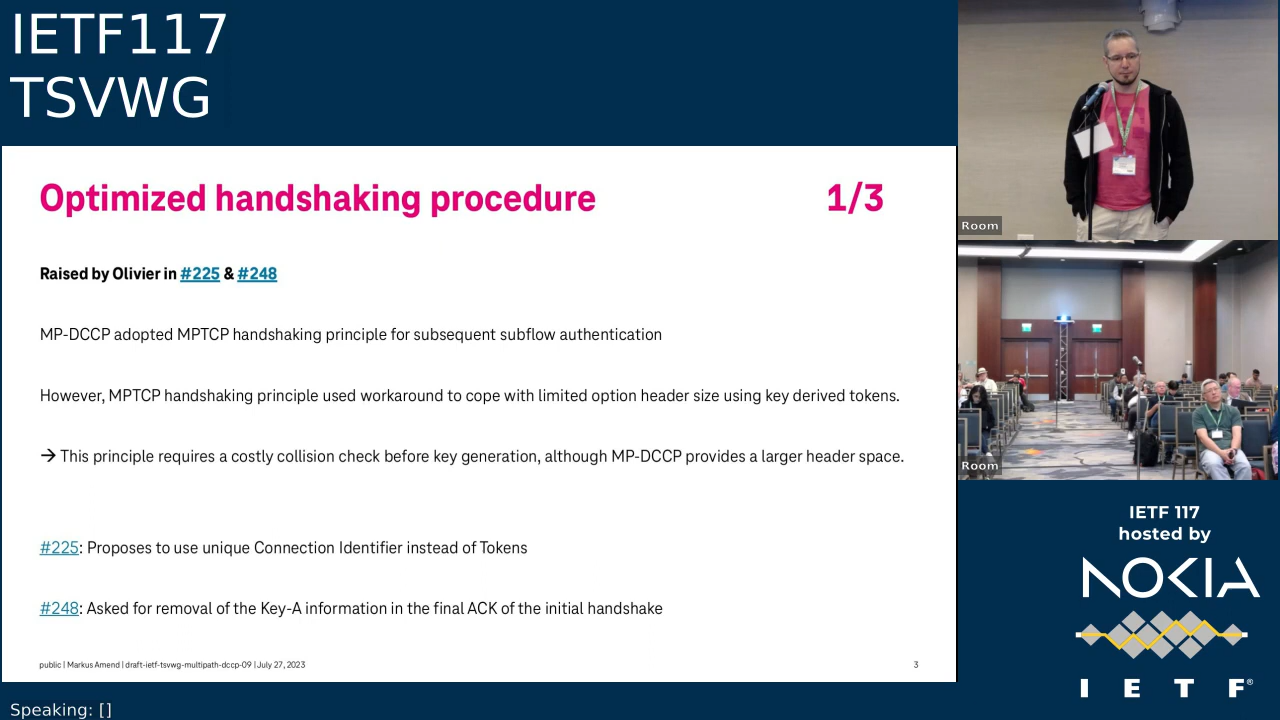 IETF117
TSVWG
Optimized handshaking procedure 1/3
Raised by Olivier in #225 & #248
MP-DCCP adopted MPTCP handshaking principle for subsequent subflow authentication
However, MPTCP handshaking principle used workaround to cope with limited option header size using key derived tokens.
→ This principle requires a costly collision check before key generation, although MP-DCCP provides a larger header space.
#225: Proposes to use unique Connection Identifier instead of Tokens
#248: Asked for removal of the Key-A information in the final ACK of the initial handshake
public | Markus Amend | draft-ietf-tsvwg-multipath-dccp-09 | July 27, 2023 3
Speaking: []
Room
Room
IETF 117
hosted by
NOKIA
I E T F®